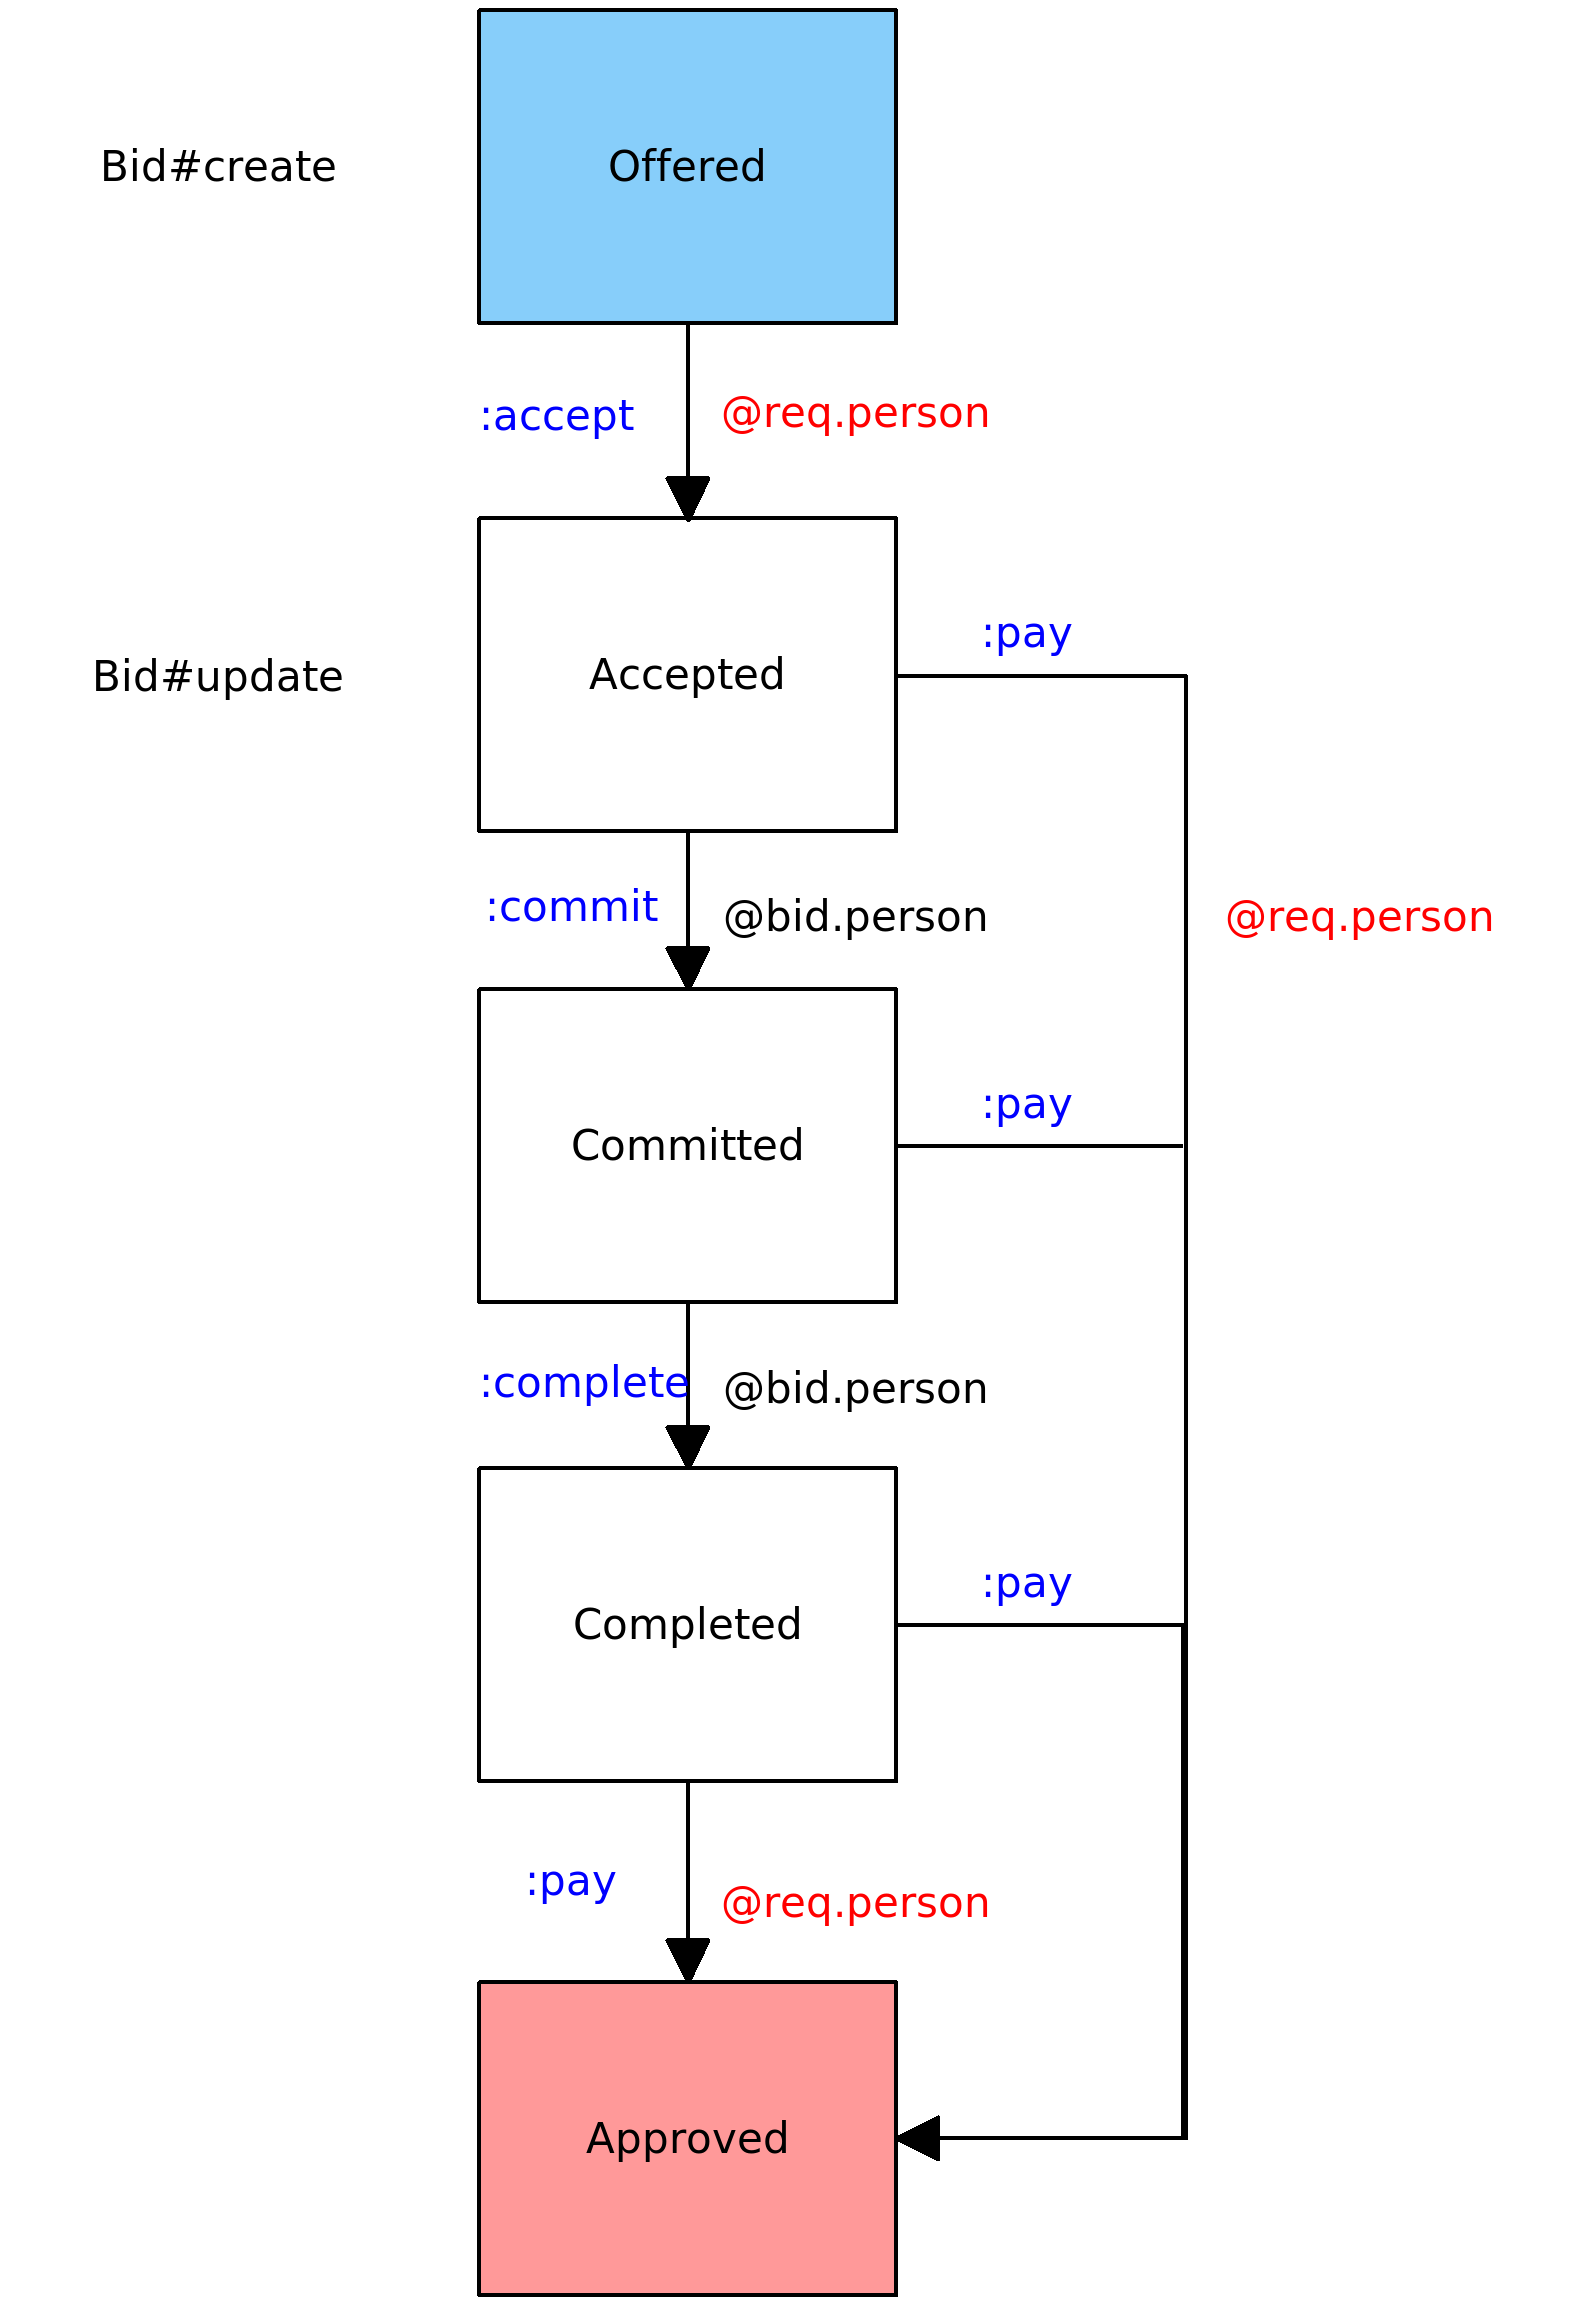 Bid#create
Offered
:accept
@req.person
Bid#update
Accepted
:pay
:commit
@bid.person
@req.person
Committed
:pay
:complete
@bid.person
Completed
:pay
:pay
@req.person
Approved